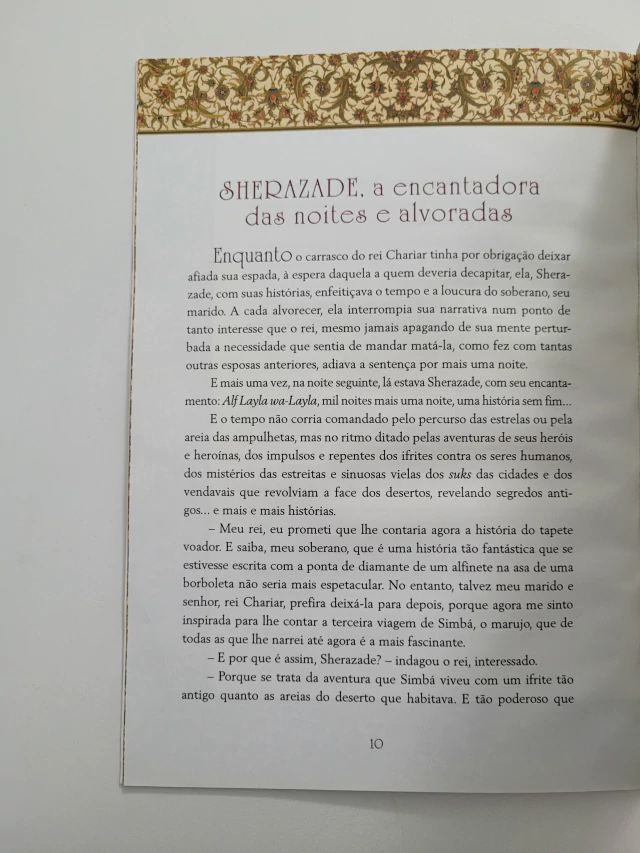 SHERAZADE, a encantadora
das noites e alvoradas
Enquanto o carrasco do rei Chariar tinha por obrigação deixar
afiada sua espada, à espera daquela a quem deveria decapitar, ela, Shera-
zade, com suas histórias, enfeitiçava o tempo e a loucura do soberano, seu
marido. A cada alvorecer, ela interrompia sua narrativa num ponto de
tanto interesse que o rei, mesmo jamais apagando de sua mente pertur-
bada a necessidade que sentia de mandar matá-la, como fez com tantas
outras esposas anteriores, adiava a sentença por mais uma noite.
E mais uma vez, na noite seguinte, lá estava Sherazade, com seu encanta-
mento: Alf Layla wa-Layla, mil noites mais uma noite, uma história sem fim...
E o tempo não corria comandado pelo percurso das estrelas ou pela
areia das ampulhetas, mas no ritmo ditado pelas aventuras de seus heróis
e heroínas, dos impulsos e repentes dos ifrites contra os seres humanos,
dos mistérios das estreitas e sinuosas vielas dos suks das cidades e dos
vendavais que revolviam a face dos desertos, revelando segredos anti-
gos... e mais e mais histórias.
– Meu rei, eu prometi que lhe contaria agora a história do tapete
voador. E saiba, meu soberano, que é uma história tão fantástica que se
estivesse escrita com a ponta de diamante de um alfinete na asa de uma
borboleta não seria mais espetacular. No entanto, talvez meu marido e
senhor, rei Chariar, prefira deixá-la para depois, porque agora me sinto
inspirada para lhe contar a terceira viagem de Simbá, o marujo, que de
todas as que lhe narrei até agora é a mais fascinante.
– E por que é assim, Sherazade? – indagou o rei, interessado.
– Porque se trata da aventura que Simbá viveu com um ifrite tão
antigo quanto as areias do deserto que habitava. E tão poderoso que
10